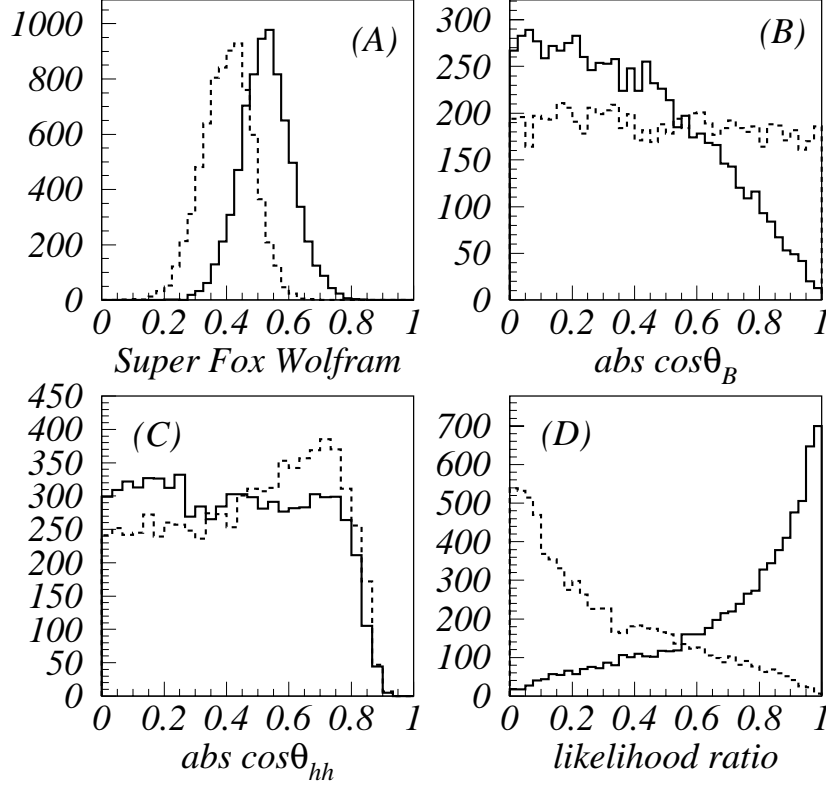 (A)
1000
800
600
400
200
0
0 0.2 0.4 0.6 0.8 1
Super Fox Wolfram
(B)
300
250
200
150
100
50
0
0 0.2 0.4 0.6 0.8 1
abs cosθB
(C)
450
400
350
300
250
200
150
100
50
0
0 0.2 0.4 0.6 0.8 1
abs cosθhh
(D)
700
600
500
400
300
200
100
0
0 0.2 0.4 0.6 0.8 1
likelihood ratio